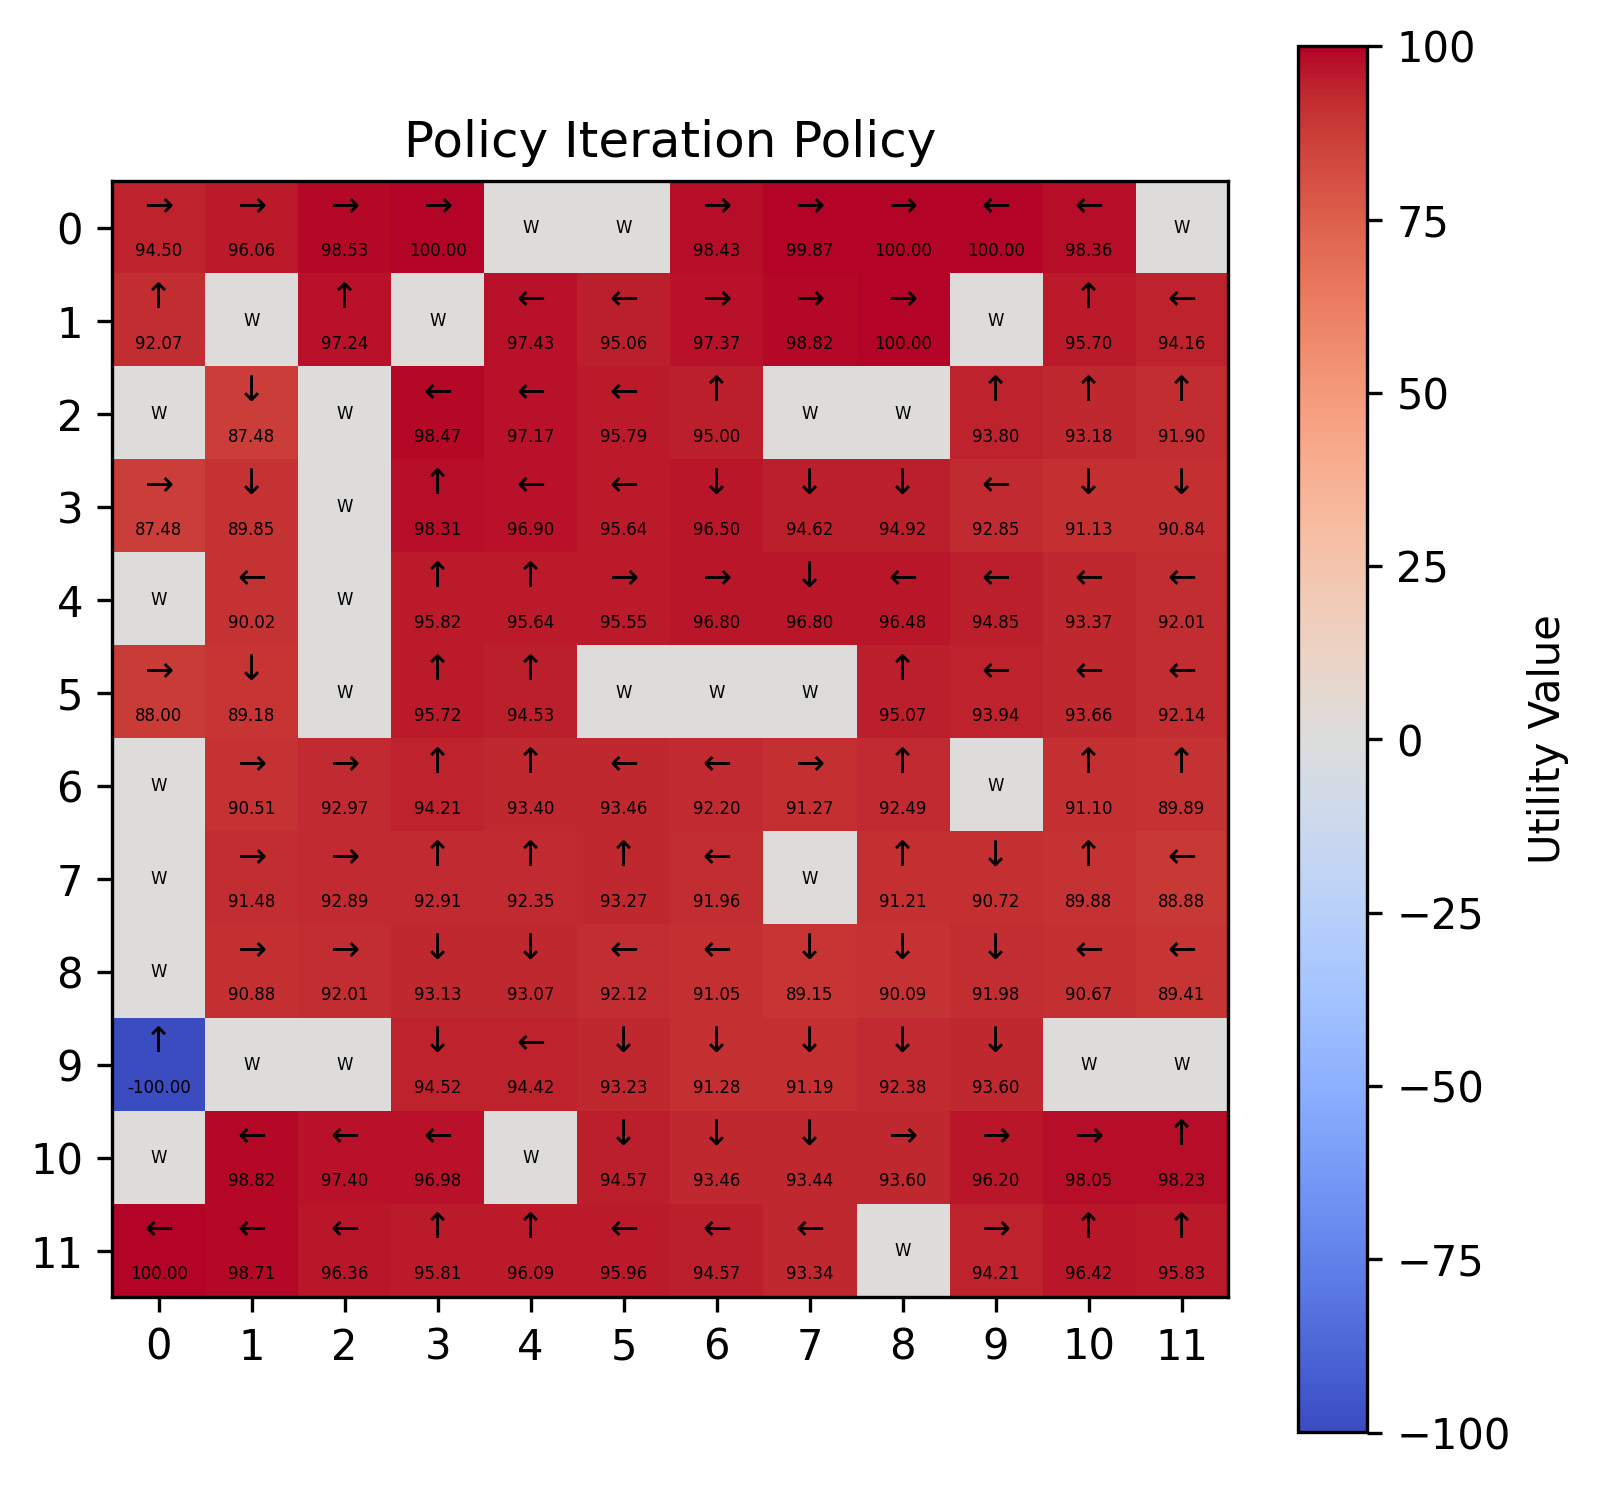 Policy Iteration Policy
0 → → → → W W → → → ← ← W
94.50 96.06 98.53 100.00 98.43 99.87 100.00 100.00 98.36
1 ↑ W ↑ W ← ← → → → W ↑ ←
92.07 97.24 97.43 95.06 97.37 98.82 100.00 95.70 94.16
2 W ↓ W ← ← ← ↑ W W ↑ ↑ ↑
87.48 98.47 97.17 95.79 95.00 93.80 93.18 91.90
3 → ↓ W ↑ ← ← ↓ ↓ ↓ ← ↓ ↓
87.48 89.85 98.31 96.90 95.64 96.50 94.62 94.92 92.85 91.13 90.84
4 W ← W ↑ ↑ → → ↓ ← ← ← ←
90.02 95.82 95.64 95.55 96.80 96.80 96.48 94.85 93.37 92.01
5 → ↓ W ↑ ↑ W W W ↑ ← ← ←
88.00 89.18 95.72 94.53 95.07 93.94 93.66 92.14
6 W → → ↑ ↑ ← ← → ↑ W ↑ ↑
90.51 92.97 94.21 93.40 93.46 92.20 91.27 92.49 91.10 89.89
7 W → → ↑ ↑ ↑ ← W ↑ ↓ ↑ ←
91.48 92.89 92.91 92.35 93.27 91.96 91.21 90.72 89.88 88.88
8 W → → ↓ ↓ ← ← ↓ ↓ ↓ ← ←
90.88 92.01 93.13 93.07 92.12 91.05 89.15 90.09 91.98 90.67 89.41
9 ↑ W W ↓ ← ↓ ↓ ↓ ↓ ↓ W W
-100.00 94.52 94.42 93.23 91.28 91.19 92.38 93.60
10 W ← ← ← W ↓ ↓ ↓ → → → ↑
98.82 97.40 96.98 94.57 93.46 93.44 93.60 96.20 98.05 98.23
11 ← ← ← ↑ ↑ ← ← ← W → ↑ ↑
100.00 98.71 96.36 95.81 96.09 95.96 94.57 93.34 94.21 96.42 95.83
0 1 2 3 4 5 6 7 8 9 10 11
100
75
50
25
0
−25
−50
−75
−100
Utility Value